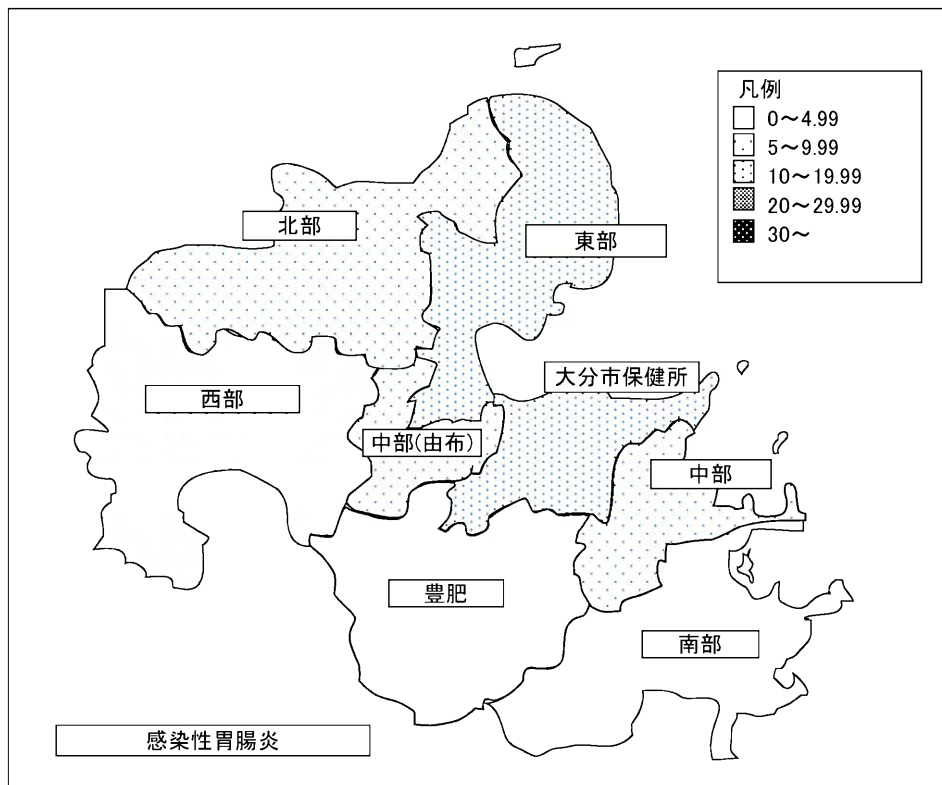 凡例
0～4.99
5～9.99
10～19.99
20～29.99
30～
北部
東部
大分市保健所
西部
中部(由布)
中部
豊肥
南部
感染性胃腸炎